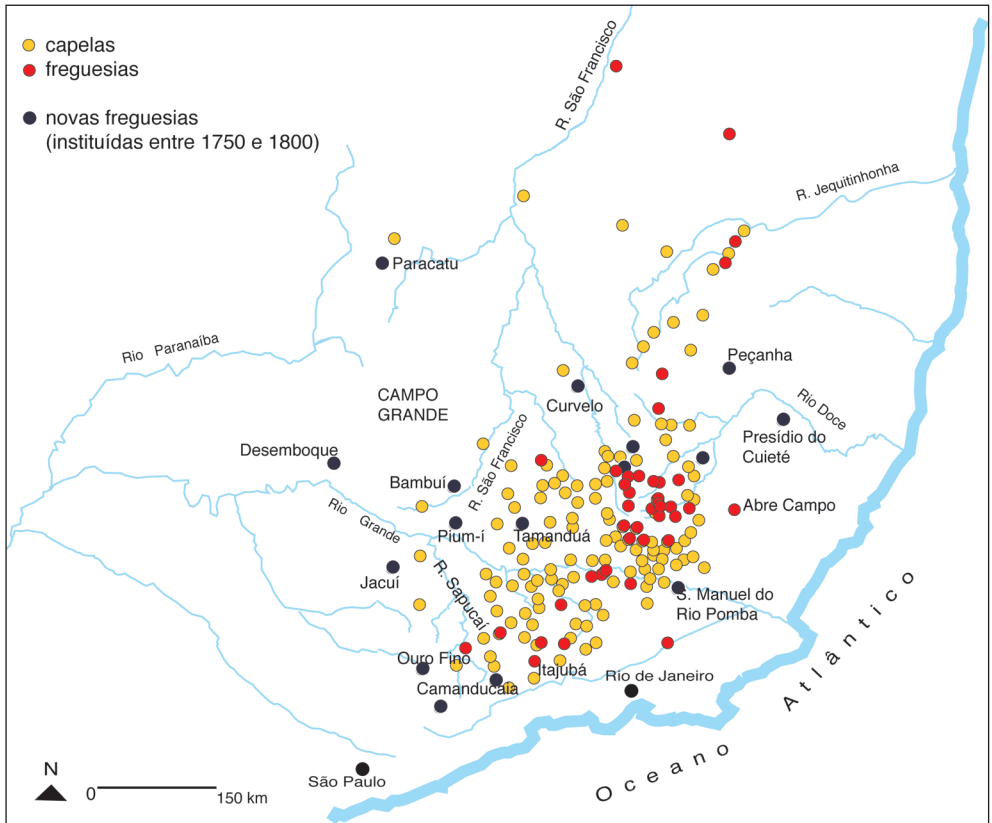 capelas
freguesias
novas freguesias
(instituídas entre 1750 e 1800)
R. São Francisco
R. Jequitinhonha
Paracatu
Rio Paranaíba
CAMPO
GRANDE
Peçanha
Curvelo
Rio Doce
Presídio do
Cuieté
Desemboque
Bambuí
R. São Francisco
Abre Campo
Rio Grande
Pium-í
Tamanduá
Jacuí
R. Sapucaí
S. Manuel do
Rio Pomba
Ouro Fino
Itajubá
Camanducaia
Rio de Janeiro
São Paulo
Oceano Atlântico
N
0
150 km